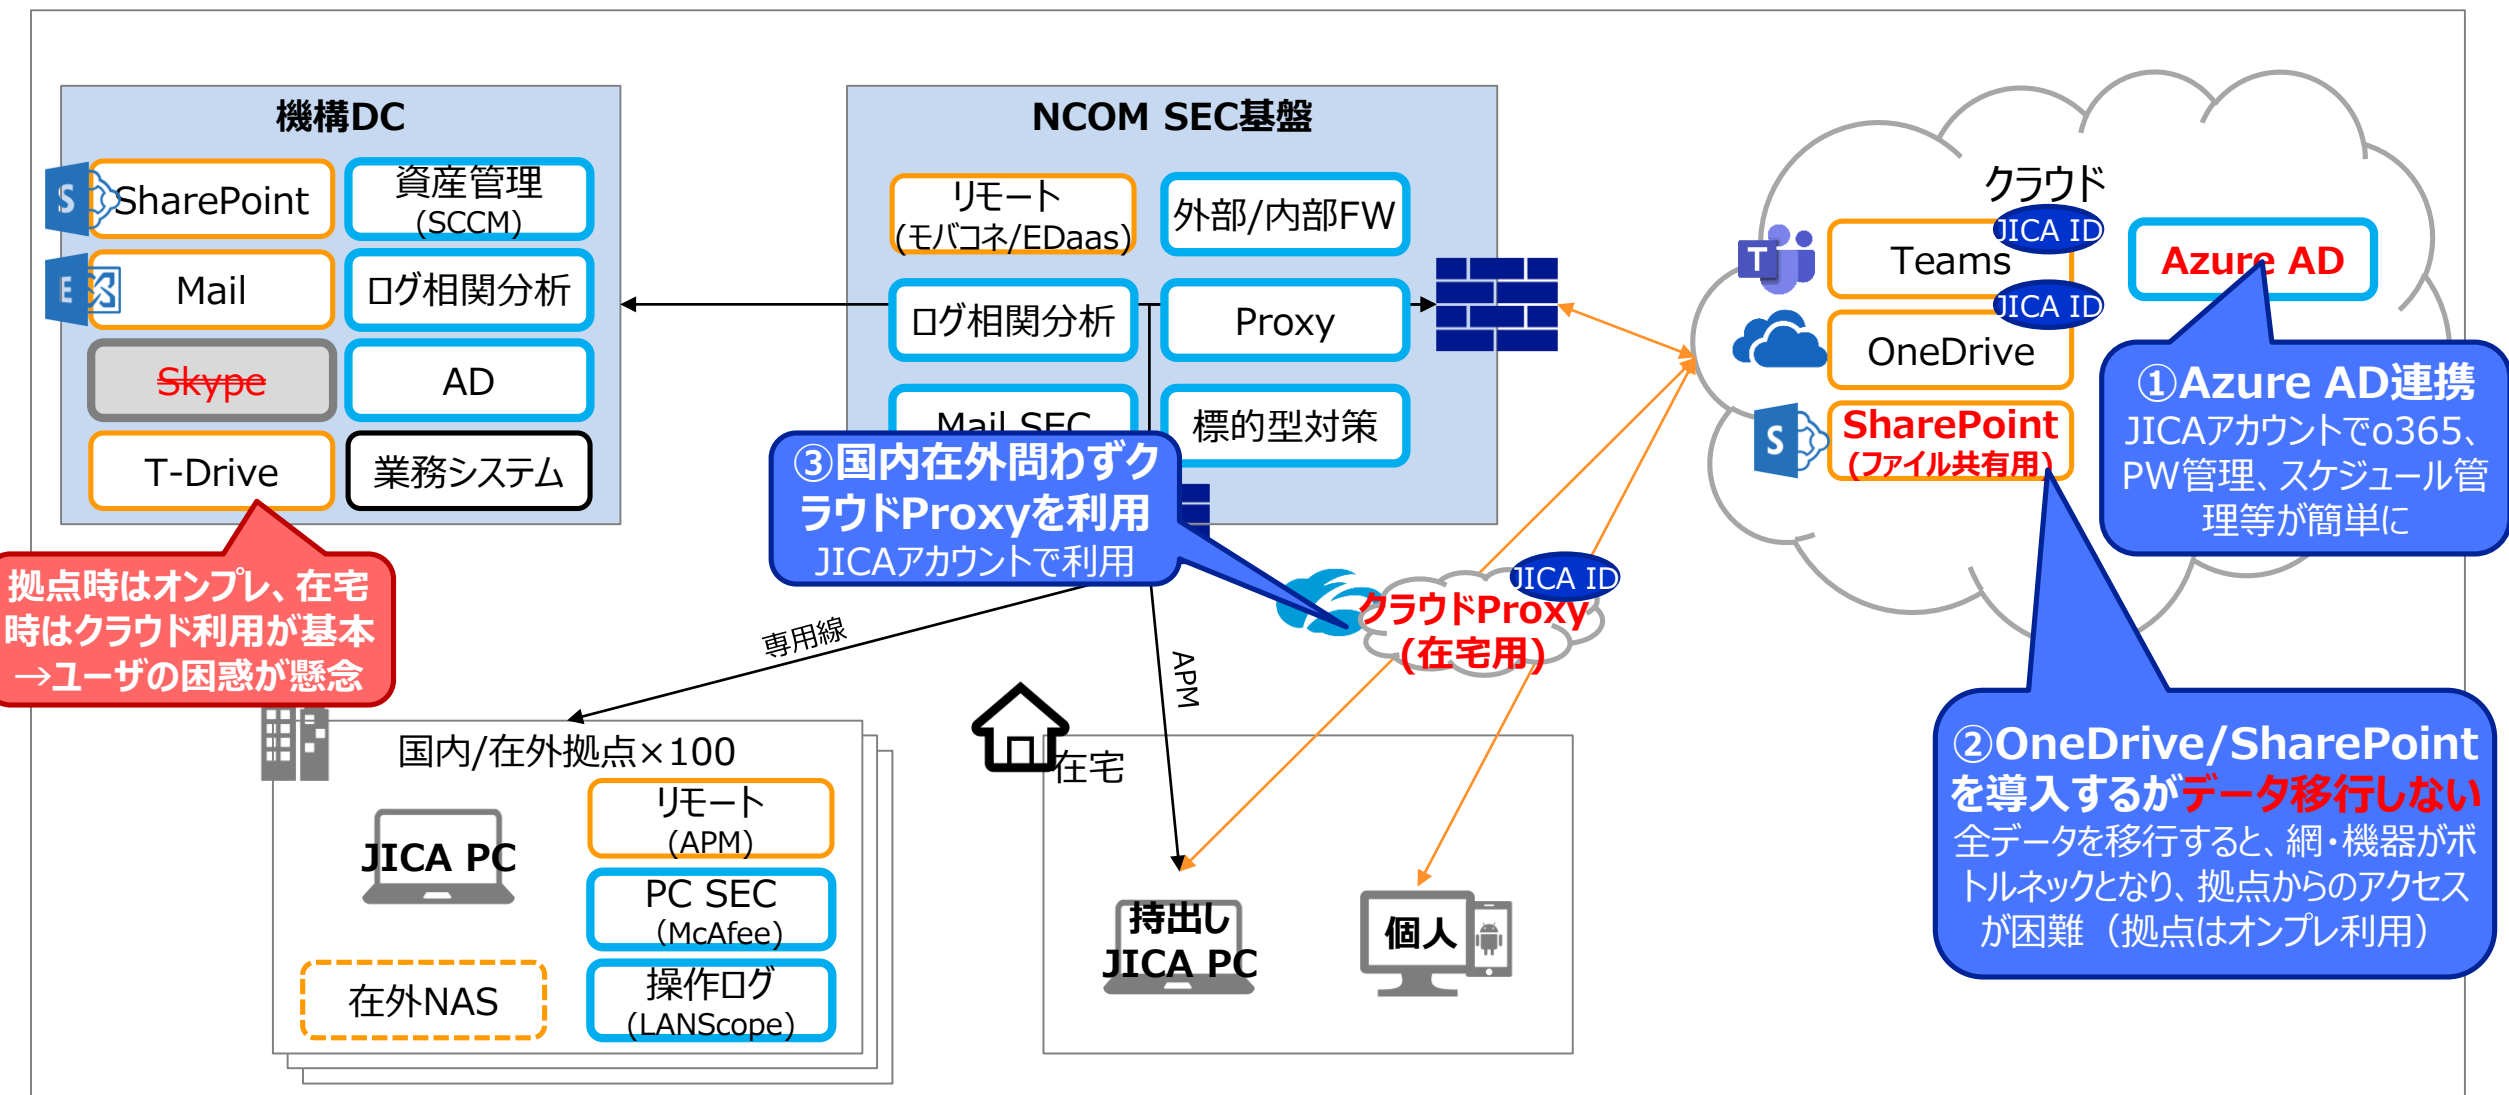 機構DC
SharePoint
資産管理
(SCCM)
Mail
ログ相関分析
Skype
AD
T-Drive
業務システム
拠点時はオンプレ、在宅
時はクラウド利用が基本
→ユーザの困惑が懸念
NCOM SEC基盤
リモート
(モバコネ/EDaas)
外部/内部FW
ログ相関分析
Proxy
Mail SEC
標的型対策
③国内在外問わずク
ラウドProxyを利用
JICAアカウントで利用
クラウド
Teams
JICA ID
Azure AD
OneDrive
JICA ID
SharePoint
(ファイル共有用)
①Azure AD連携
JICAアカウントでo365、
PW管理、スケジュール管
理等が簡単に
JICA ID
クラウドProxy
(在宅用)
専用線
APM
②OneDrive/SharePoint
を導入するがデータ移行しない
全データを移行すると、網・機器がボ
トルネックとなり、拠点からのアクセス
が困難（拠点はオンプレ利用）
国内/在外拠点×100
JICA PC
リモート
(APM)
PC SEC
(McAfee)
在外NAS
操作ログ
(LANScope)
在宅
持出し
JICA PC
個人
S
E
T
S